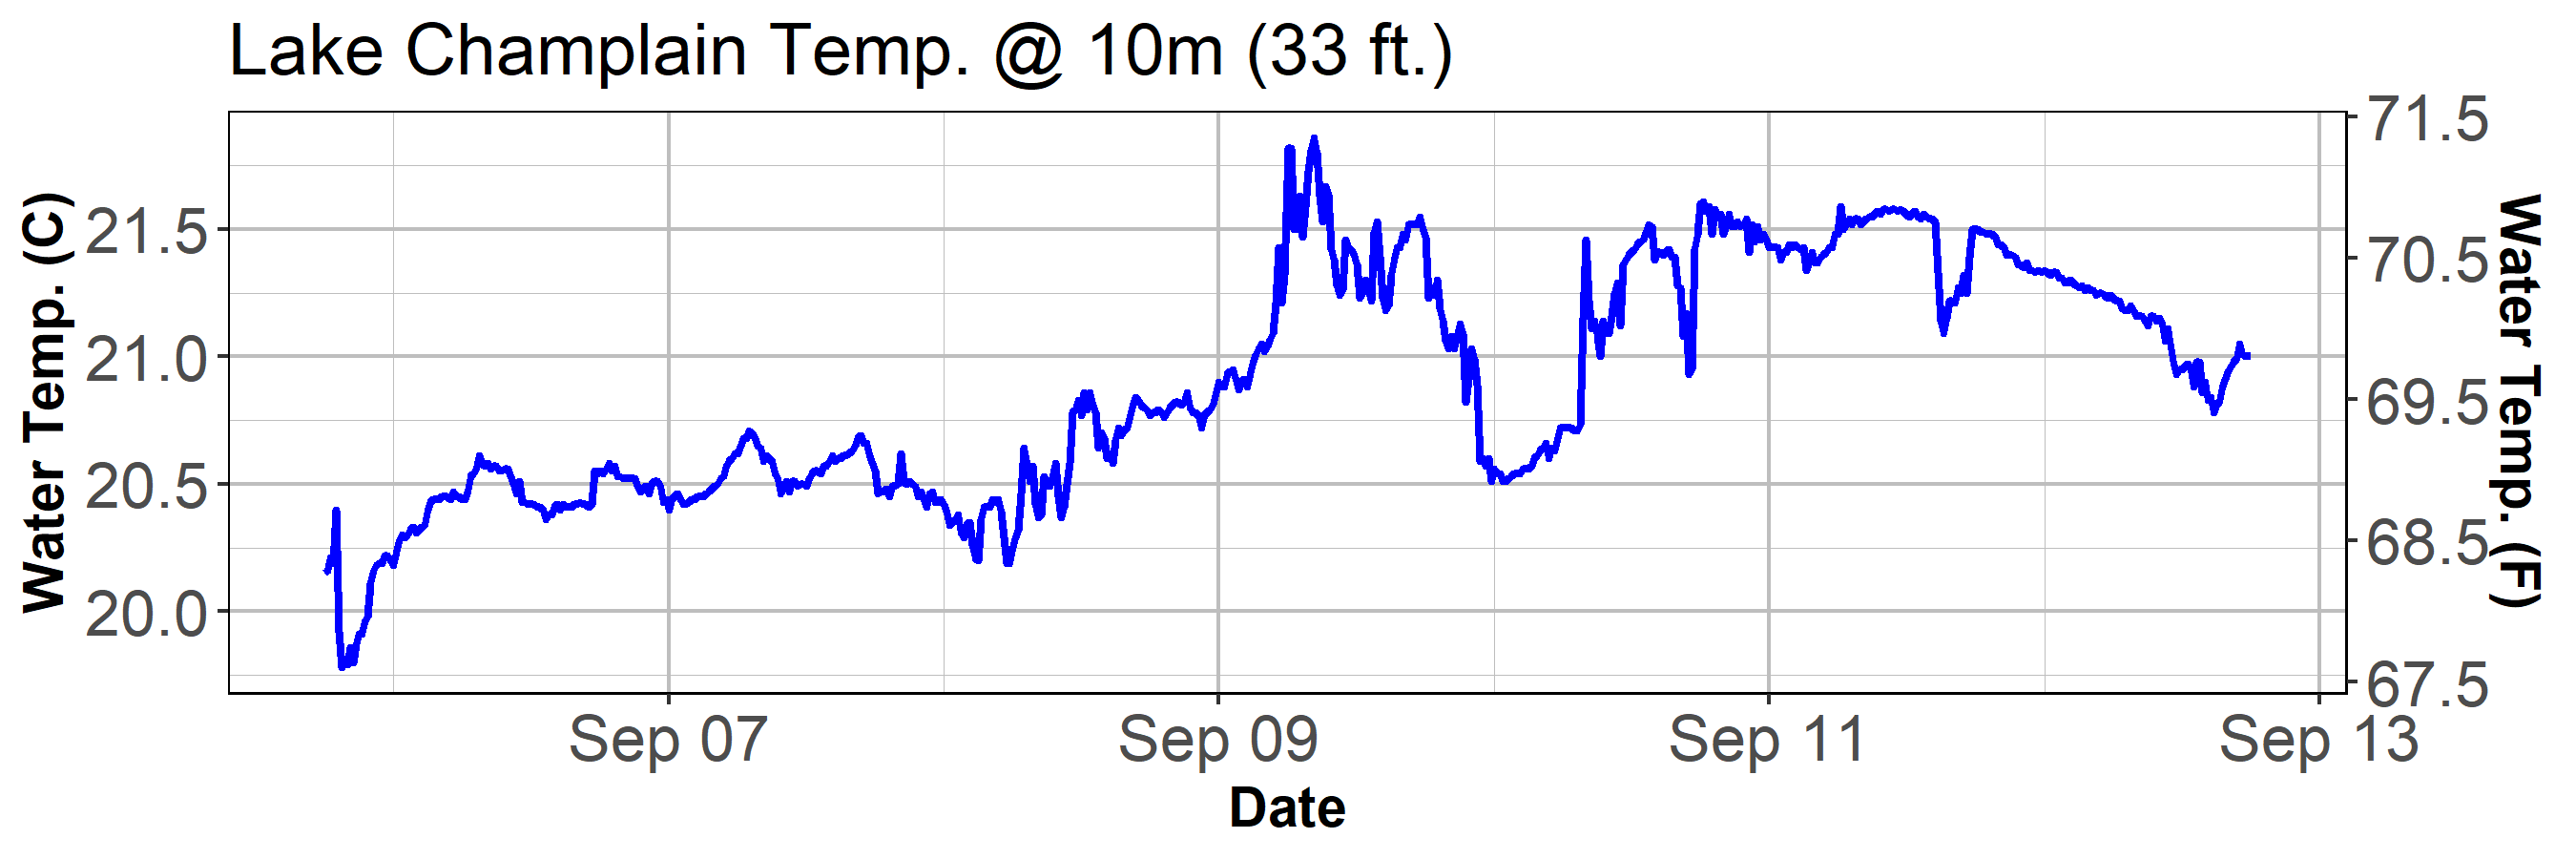 Lake Champlain Temp. @ 10m (33 ft.)
Water Temp. (C)
21.5
21.0
20.5
20.0
71.5
70.5
69.5
68.5
67.5
Water Temp. (F)
Sep 07
Sep 09
Sep 11
Sep 13
Date